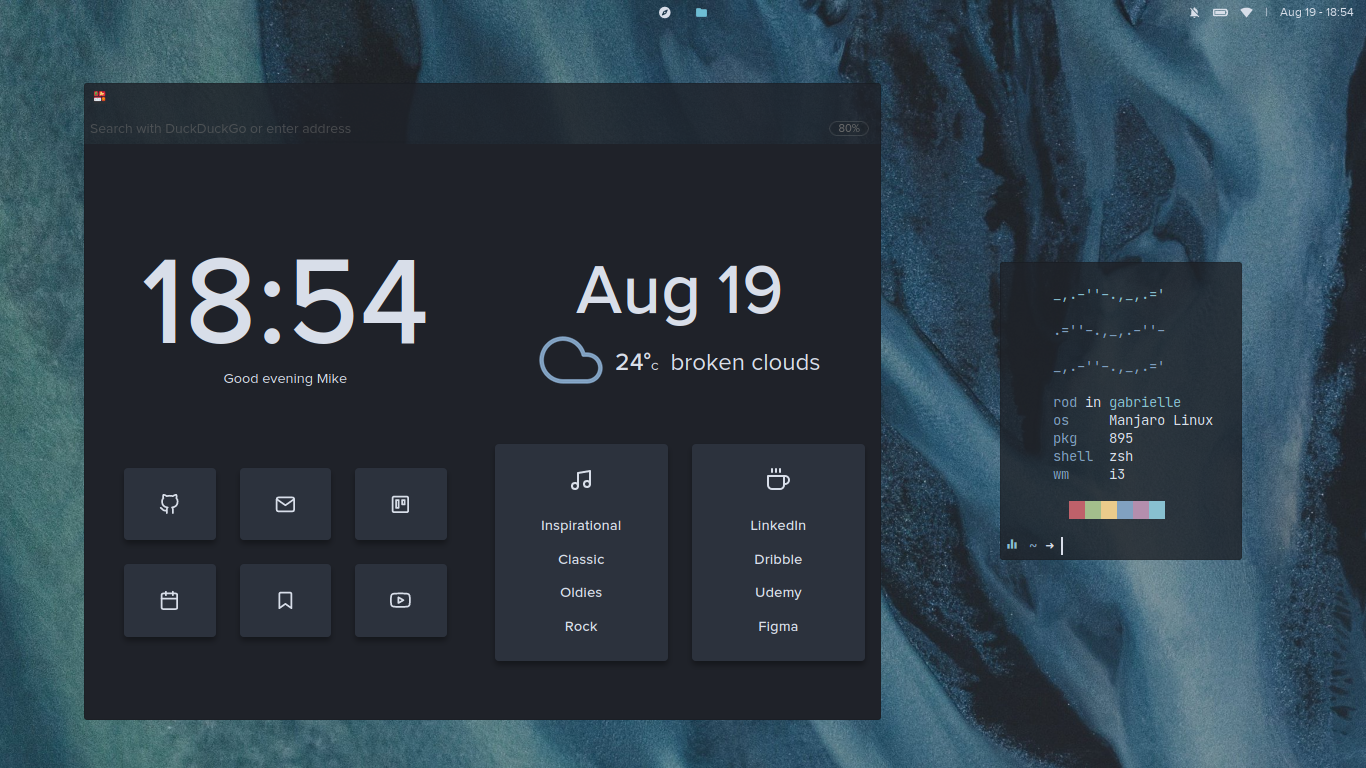 Aug 19 - 18:54
Search with DuckDuckGo or enter address
80%
18:54
Good evening Mike
Aug 19
24°c broken clouds
Inspirational
Classic
Oldies
Rock
LinkedIn
Dribble
Udemy
Figma
_,.-''-.,_,.='
.=''-.,_,.-''-
_,.-''-.,_,.='
rod in gabrielle
os Manjaro Linux
pkg 895
shell zsh
wm i3
~ →